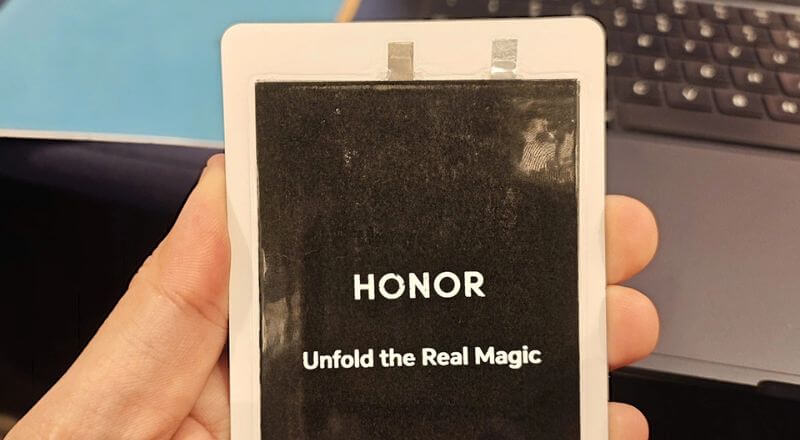 HONOR
Unfold the Real Magic